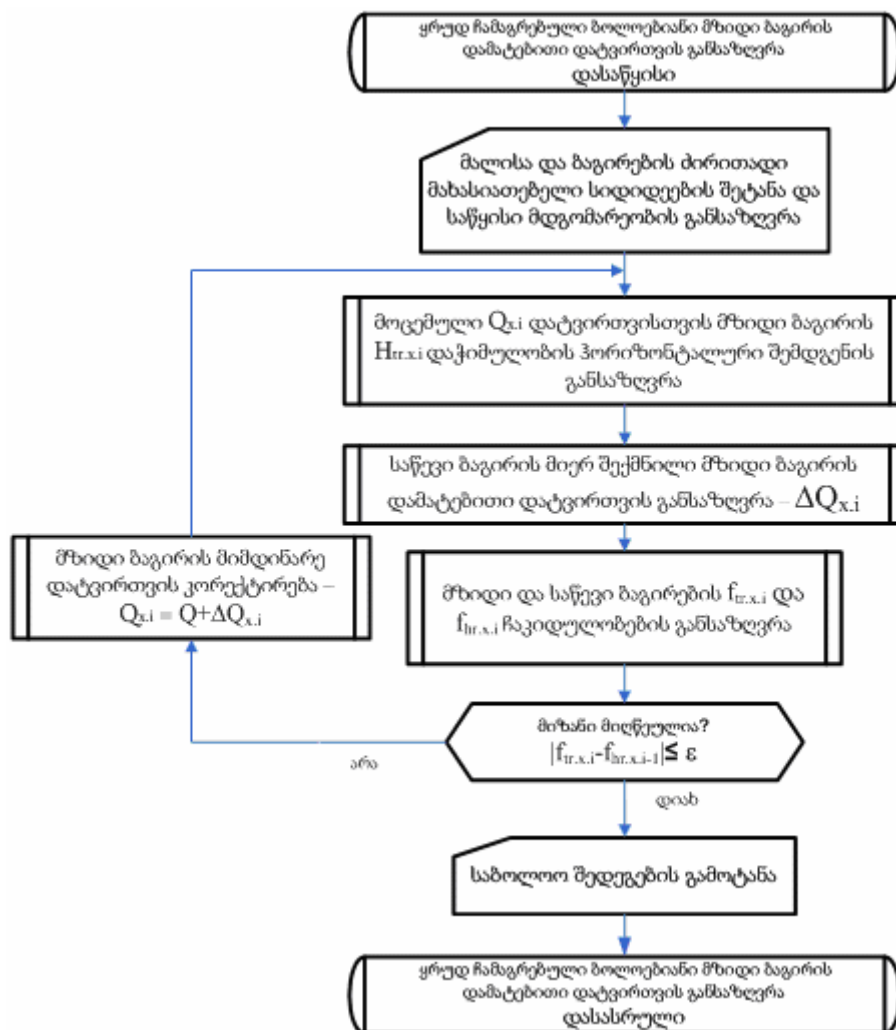 ყრუდ ჩამაგრებული ბოლოებიანი მზიდი ბაგირის
დამატებითი დატვირთვის განსაზღვრა
დასაწყისი
მალისა და ბაგირების ძირითადი
მახასიათებელი სიდიდეების შეტანა და
საწყისი მდგომარეობის განსაზღვრა
მოცემული Qx.i დატვირთვისთვის მზიდი ბაგირის
Htr.x.i დაჭიმულობის ჰორიზონტალური შემდგენის
განსაზღვრა
საწევი ბაგირის მიერ შექმნილი მზიდი ბაგირის
დამატებითი დატვირთვის განსაზღვრა – ΔQx.i
მზიდი ბაგირის მიმდინარე
დატვირთვის კორექტირება –
Qx.i = Q+ΔQx.i
მზიდი და საწევი ბაგირების ftr.x.i და
fhr.x.i ჩაკიდულობების განსაზღვრა
მიზანი მიღწეულია?
|ftr.x.i-fhr.x.i-1|≤ ε
არა
დიახ
საბოლოო შედეგების გამოტანა
ყრუდ ჩამაგრებული ბოლოებიანი მზიდი ბაგირის
დამატებითი დატვირთვის განსაზღვრა
დასასრული